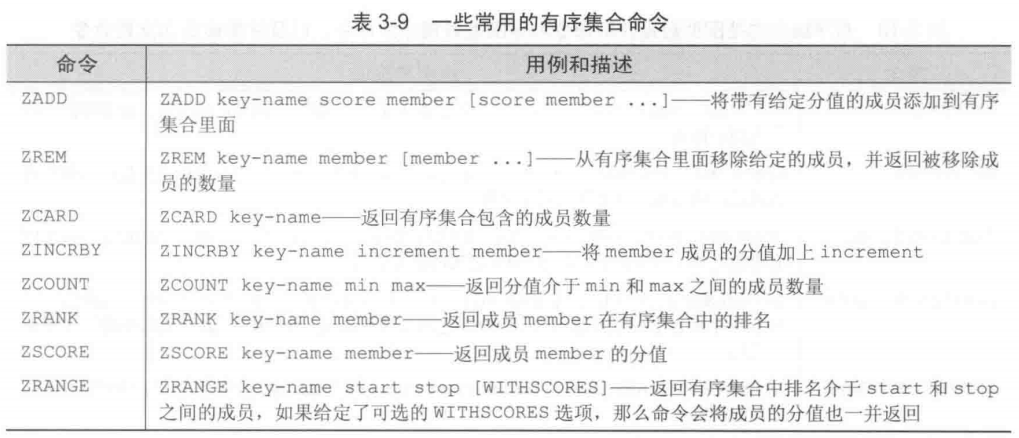 表 3-9 一些常用的有序集合命令
命令 用例和描述
ZADD ZADD key-name score member [score member ...]——将带有给定分值的成员添加到有序
集合里面
ZREM ZREM key-name member [member ...]——从有序集合里面移除给定的成员，并返回被移除成
员的数量
ZCARD ZCARD key-name——返回有序集合包含的成员数量
ZINCRBY ZINCRBY key-name increment member——将 member 成员的分值加上 increment
ZCOUNT ZCOUNT key-name min max——返回分值介于 min 和 max 之间的成员数量
ZRANK ZRANK key-name member——返回成员 member 在有序集合中的排名
ZSCORE ZSCORE key-name member——返回成员 member 的分值
ZRANGE ZRANGE key-name start stop [WITHSCORES]——返回有序集合中排名介于 start 和 stop
之间的成员，如果给定了可选的 WITHSCORES 选项，那么命令会将成员的分值也一并返回